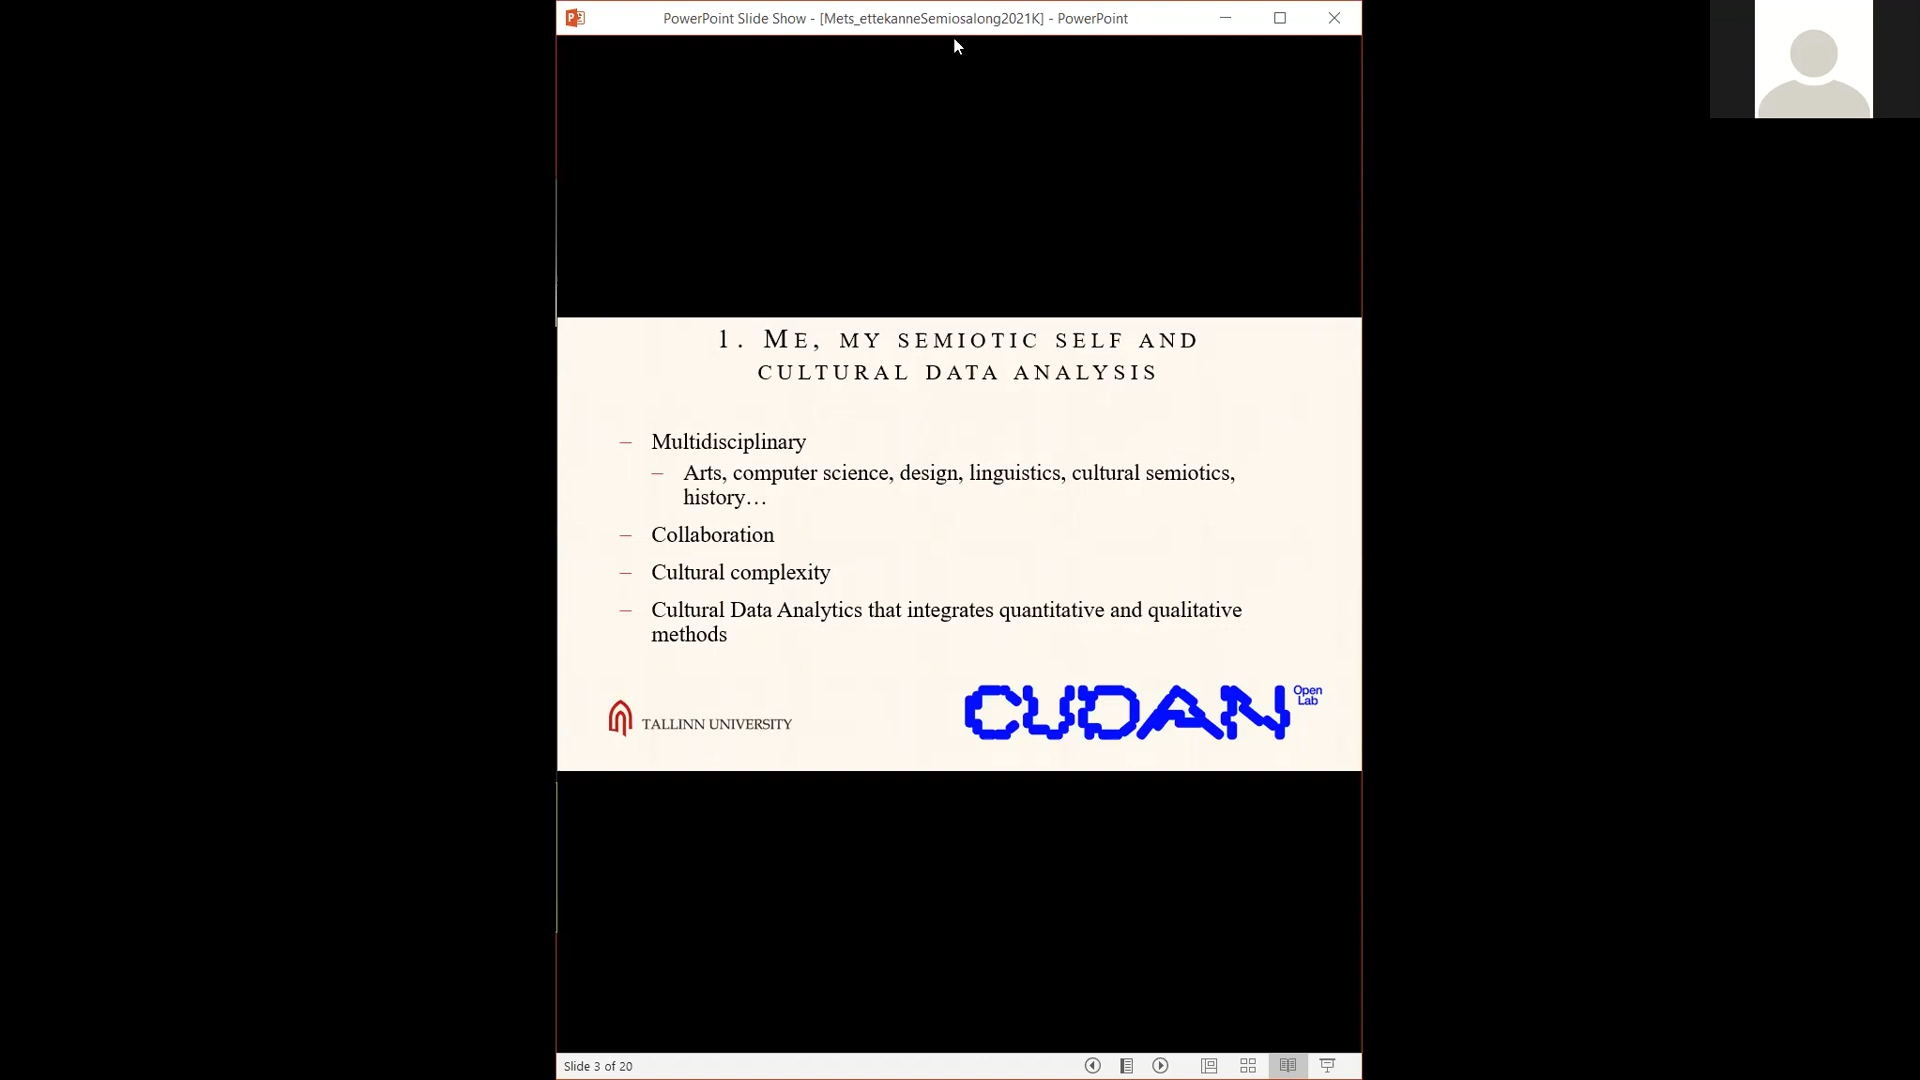 PowerPoint Slide Show - [Mets_ettekanneSemiosalong2021K] - PowerPoint
1. Me, my semiotic self and
cultural data analysis
– Multidisciplinary
– Arts, computer science, design, linguistics, cultural semiotics,
history…
– Collaboration
– Cultural complexity
– Cultural Data Analytics that integrates quantitative and qualitative
methods
TALLINN UNIVERSITY
CUDAN Open
Lab
Slide 3 of 20